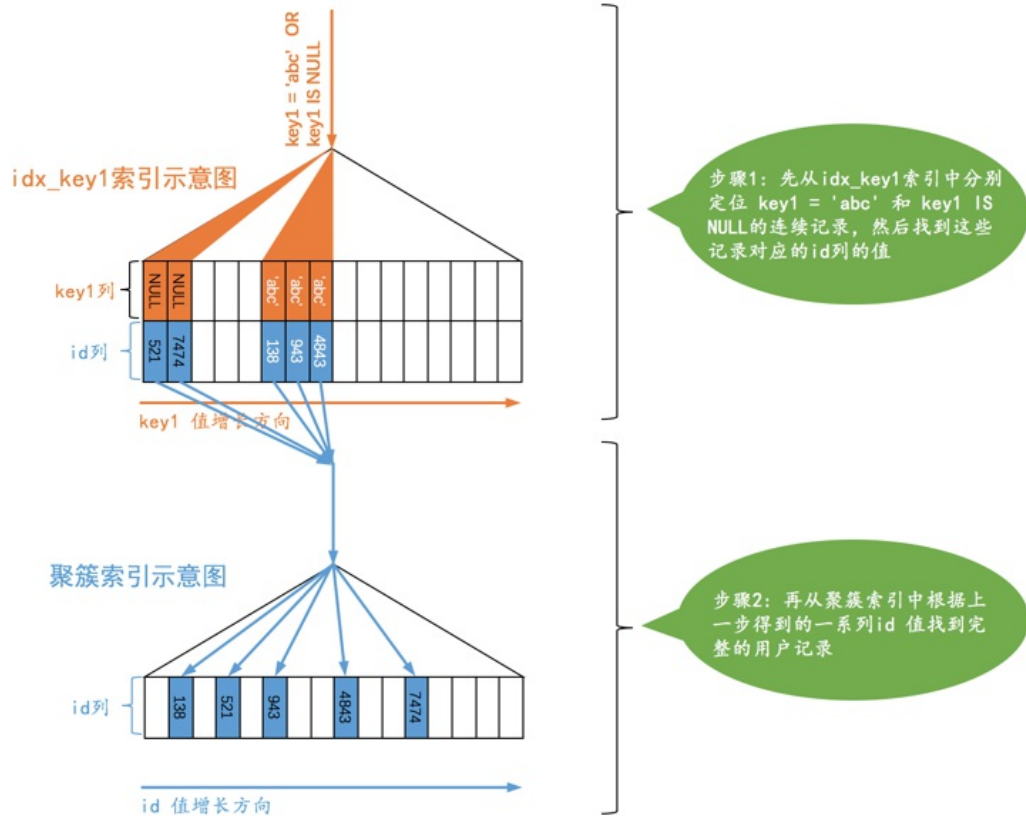 key1 = 'abc'  OR
key1 IS NULL
idx_key1索引示意图
key1列
NULL
NULL
'abc'
'abc'
'abc'
id列
521
7474
138
943
4843
key1 值增长方向
步骤1：先从idx_key1索引中分别
定位 key1 = 'abc' 和 key1 IS
NULL的连续记录，然后找到这些
记录对应的id列的值
聚簇索引示意图
id列
138
521
943
4843
7474
id 值增长方向
步骤2：再从聚簇索引中根据上
一步得到的一系列id 值找到完
整的用户记录